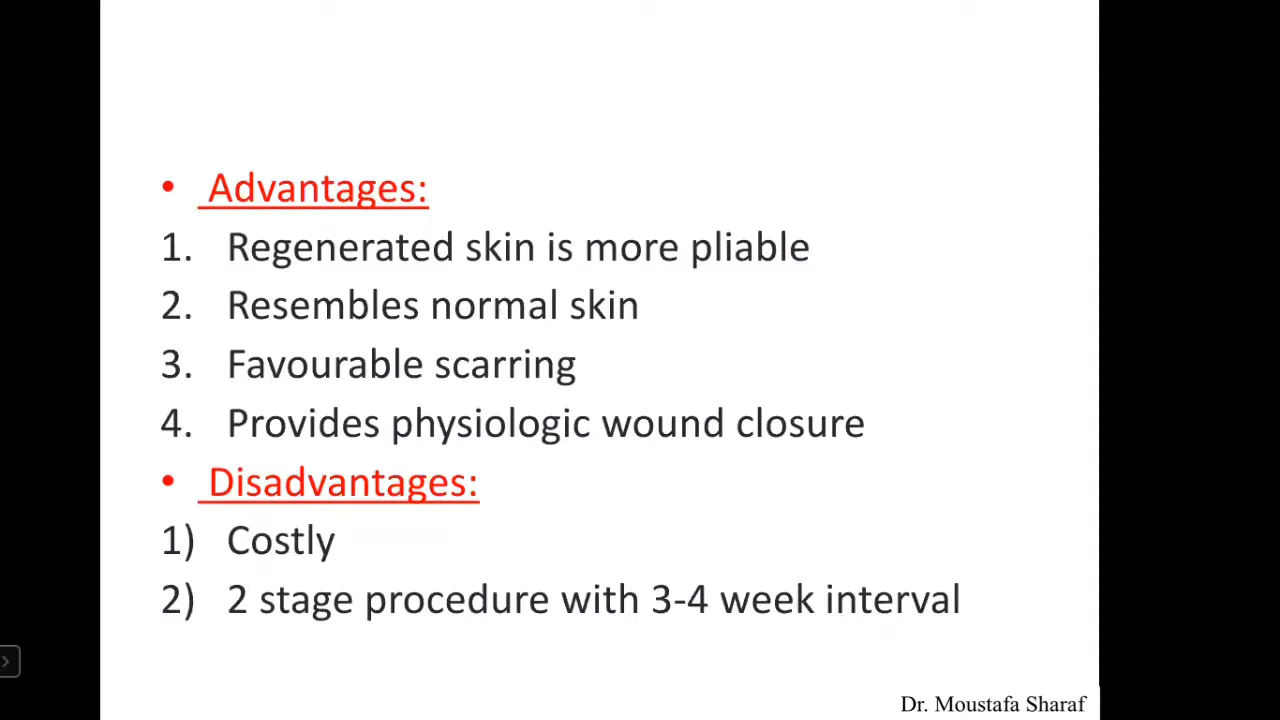 • Advantages:
1. Regenerated skin is more pliable
2. Resembles normal skin
3. Favourable scarring
4. Provides physiologic wound closure
• Disadvantages:
1) Costly
2) 2 stage procedure with 3-4 week interval
Dr. Moustafa Sharaf